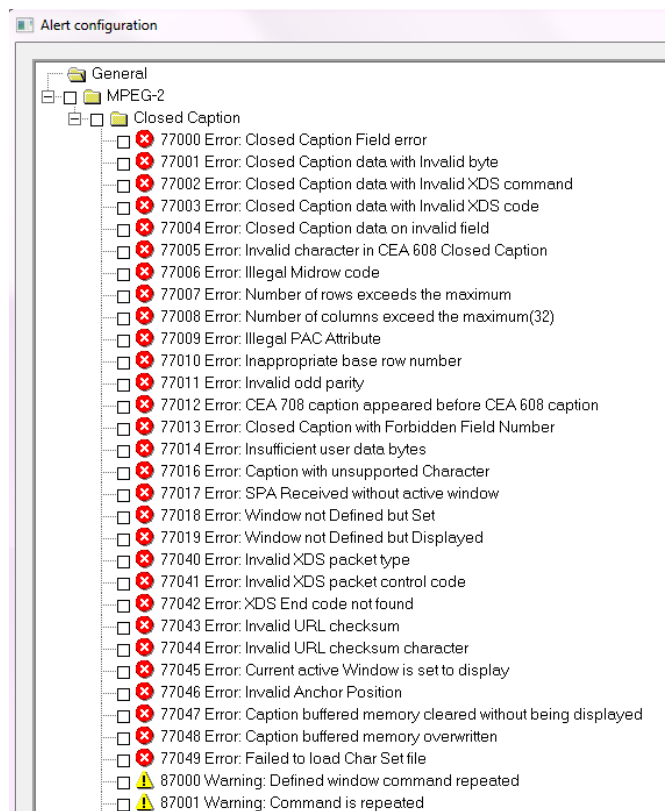 Alert configuration
General
MPEG-2
Closed Caption
77000 Error: Closed Caption Field error
77001 Error: Closed Caption data with Invalid byte
77002 Error: Closed Caption data with Invalid XDS command
77003 Error: Closed Caption data with Invalid XDS code
77004 Error: Closed Caption data on invalid field
77005 Error: Invalid character in CEA 608 Closed Caption
77006 Error: Illegal Midrow code
77007 Error: Number of rows exceeds the maximum
77008 Error: Number of columns exceed the maximum(32)
77009 Error: Illegal PAC Attribute
77010 Error: Inappropriate base row number
77011 Error: Invalid odd parity
77012 Error: CEA 708 caption appeared before CEA 608 caption
77013 Error: Closed Caption with Forbidden Field Number
77014 Error: Insufficient user data bytes
77016 Error: Caption with unsupported Character
77017 Error: SPA Received without active window
77018 Error: Window not Defined but Set
77019 Error: Window not Defined but Displayed
77040 Error: Invalid XDS packet type
77041 Error: Invalid XDS packet control code
77042 Error: XDS End code not found
77043 Error: Invalid URL checksum
77044 Error: Invalid URL checksum character
77045 Error: Current active Window is set to display
77046 Error: Invalid Anchor Position
77047 Error: Caption buffered memory cleared without being displayed
77048 Error: Caption buffered memory overwritten
77049 Error: Failed to load Char Set file
87000 Warning: Defined window command repeated
87001 Warning: Command is repeated